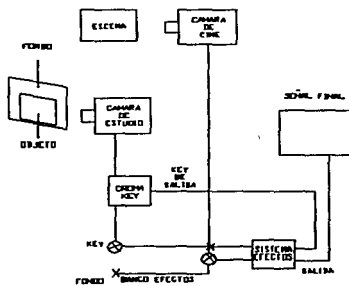 ESCENA
CAMARA
DE
CINE
FONDO
CAMARA
DE
ESTUDIO
SEÑAL FINAL
OBJETO
KEY
DE
SALIDA
CROMA
KEY
KEY
SISTEMA
EFECTOS
SALIDA
FONDO
BANCO EFECTOS